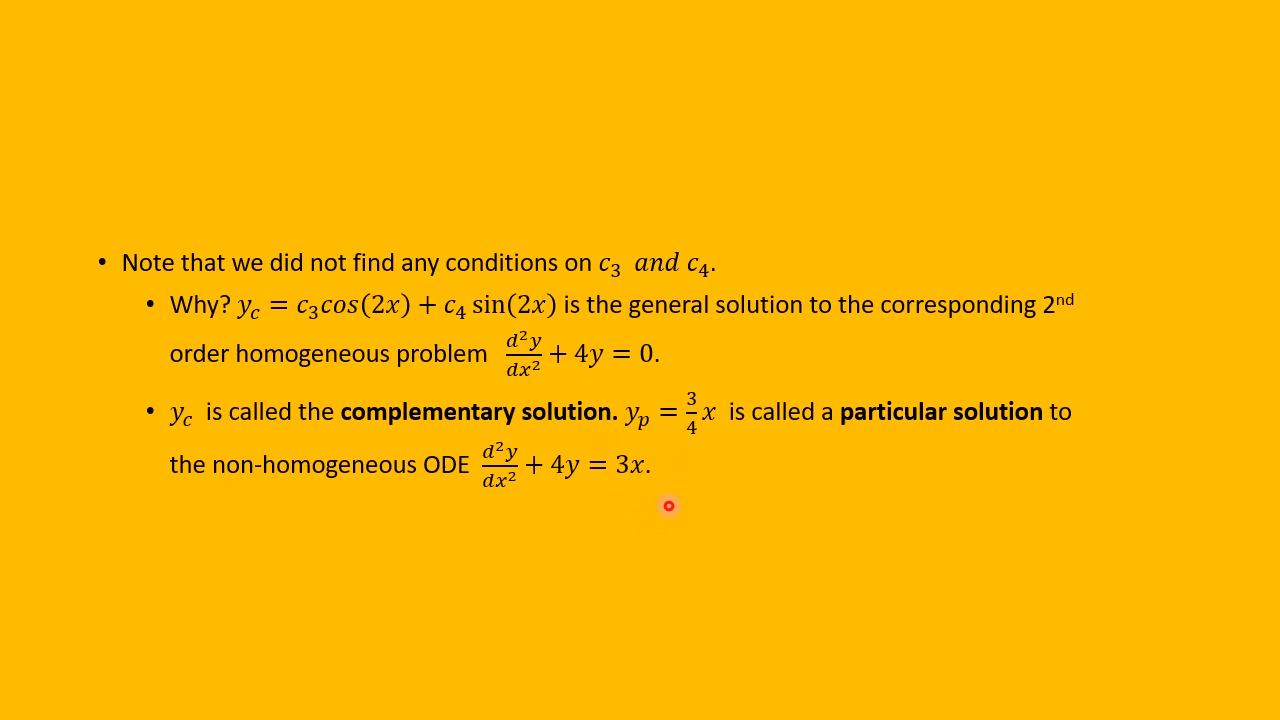 • Note that we did not find any conditions on c₃ and c₄.
• Why? y_c = c₃cos(2x) + c₄ sin(2x) is the general solution to the corresponding 2ⁿᵈ
order homogeneous problem d²y/dx² + 4y = 0.
• y_c is called the complementary solution. y_p = 3/4 x is called a particular solution to
the non-homogeneous ODE d²y/dx² + 4y = 3x.